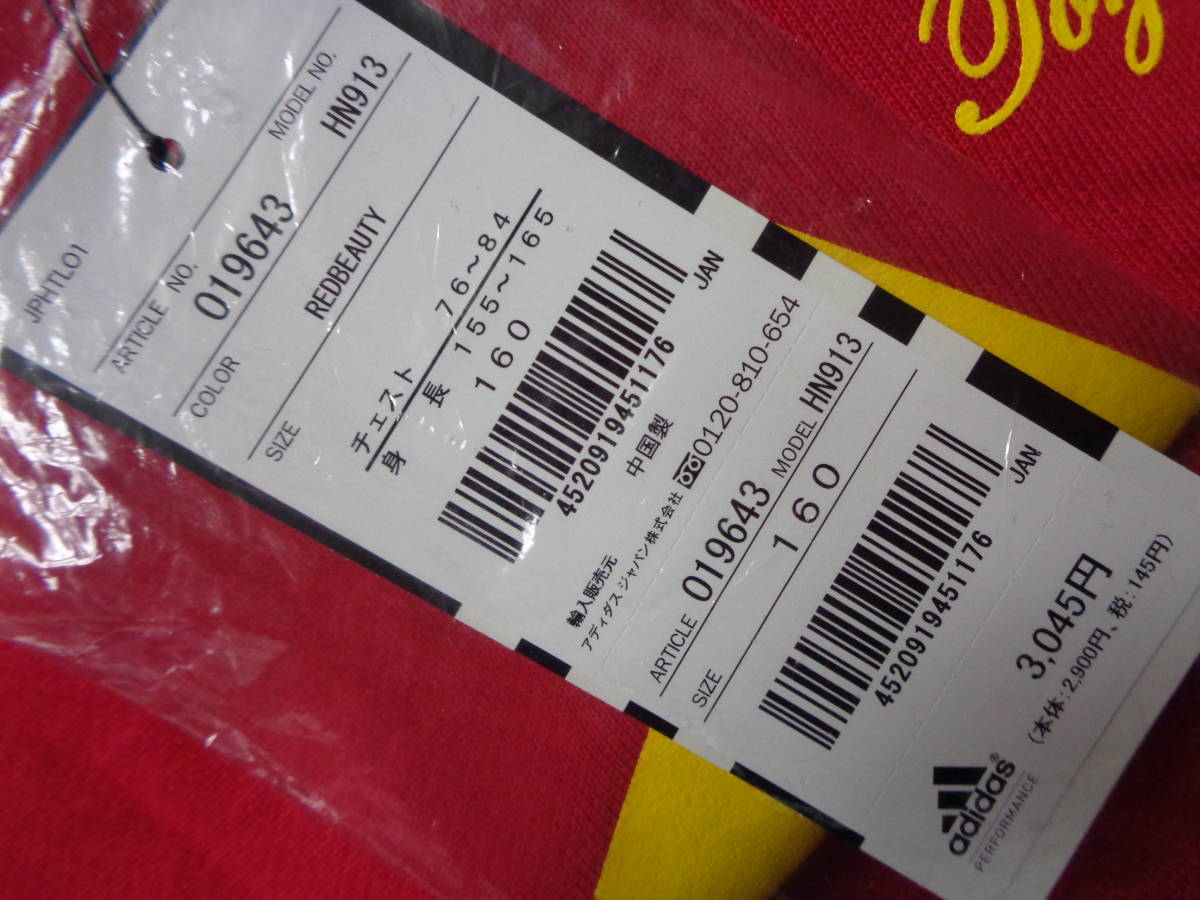 JPHTL01
ARTICLE NO. MODEL NO.
019643 HN913
COLOR
REDBEAUTY
SIZE
チェスト 76~84
身 長 155~165
160
JAN
4520919451176
中国製
輸入販売元
アディダス ジャパン株式会社 0120-810-654
ARTICLE 019643 MODEL HN913
SIZE 160
JAN
4520919451176
3,045円
(本体:2,900円、税:145円)
adidas®
PERFORMANCE